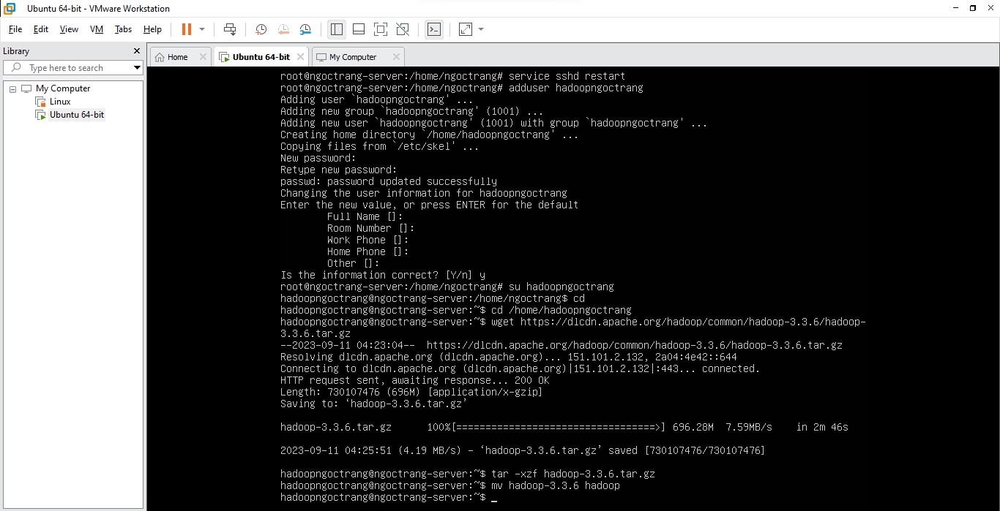 Ubuntu 64-bit - VMware Workstation
File Edit View VM Tabs Help
Library
Type here to search
My Computer
Linux
Ubuntu 64-bit
Home
Ubuntu 64-bit
My Computer
root@ngoctrang-server:/home/ngoctrang# service sshd restart
root@ngoctrang-server:/home/ngoctrang# adduser hadoopngoctrang
Adding user `hadoopngoctrang' ...
Adding new group `hadoopngoctrang' (1001) ...
Adding new user `hadoopngoctrang' (1001) with group `hadoopngoctrang' ...
Creating home directory `/home/hadoopngoctrang' ...
Copying files from `/etc/skel' ...
New password:
Retype new password:
passwd: password updated successfully
Changing the user information for hadoopngoctrang
Enter the new value, or press ENTER for the default
Full Name []:
Room Number []:
Work Phone []:
Home Phone []:
Other []:
Is the information correct? [Y/n] y
root@ngoctrang-server:/home/ngoctrang# su hadoopngoctrang
hadoopngoctrang@ngoctrang-server:/home/ngoctrang$ cd
hadoopngoctrang@ngoctrang-server:~$ cd /home/hadoopngoctrang
hadoopngoctrang@ngoctrang-server:~$ wget https://dlcdn.apache.org/hadoop/common/hadoop-3.3.6/hadoop-
3.3.6.tar.gz
--2023-09-11 04:23:04-- https://dlcdn.apache.org/hadoop/common/hadoop-3.3.6/hadoop-3.3.6.tar.gz
Resolving dlcdn.apache.org (dlcdn.apache.org)... 151.101.2.132, 2a04:4e42::644
Connecting to dlcdn.apache.org (dlcdn.apache.org)|151.101.2.132|:443... connected.
HTTP request sent, awaiting response... 200 OK
Length: 730107476 (696M) [application/x-gzip]
Saving to: ‘hadoop-3.3.6.tar.gz’
hadoop-3.3.6.tar.gz 100%[==================================>] 696.28M 7.59MB/s in 2m 46s
2023-09-11 04:25:51 (4.19 MB/s) - ‘hadoop-3.3.6.tar.gz’ saved [730107476/730107476]
hadoopngoctrang@ngoctrang-server:~$ tar -xzf hadoop-3.3.6.tar.gz
hadoopngoctrang@ngoctrang-server:~$ mv hadoop-3.3.6 hadoop
hadoopngoctrang@ngoctrang-server:~$ _